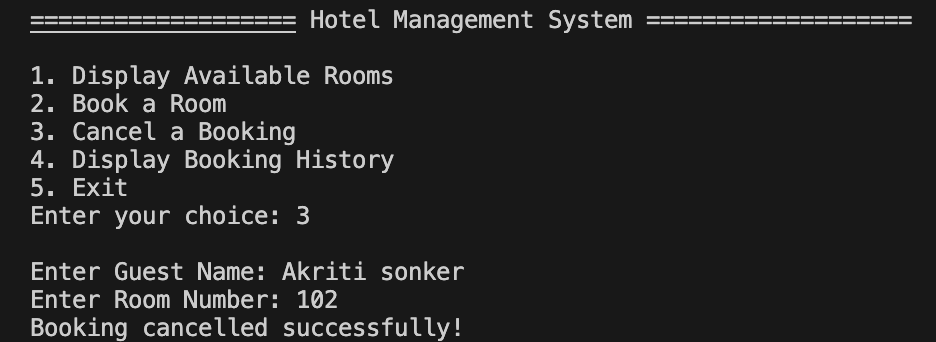 =================== Hotel Management System ===================
1. Display Available Rooms
2. Book a Room
3. Cancel a Booking
4. Display Booking History
5. Exit
Enter your choice: 3
Enter Guest Name: Akriti sonker
Enter Room Number: 102
Booking cancelled successfully!